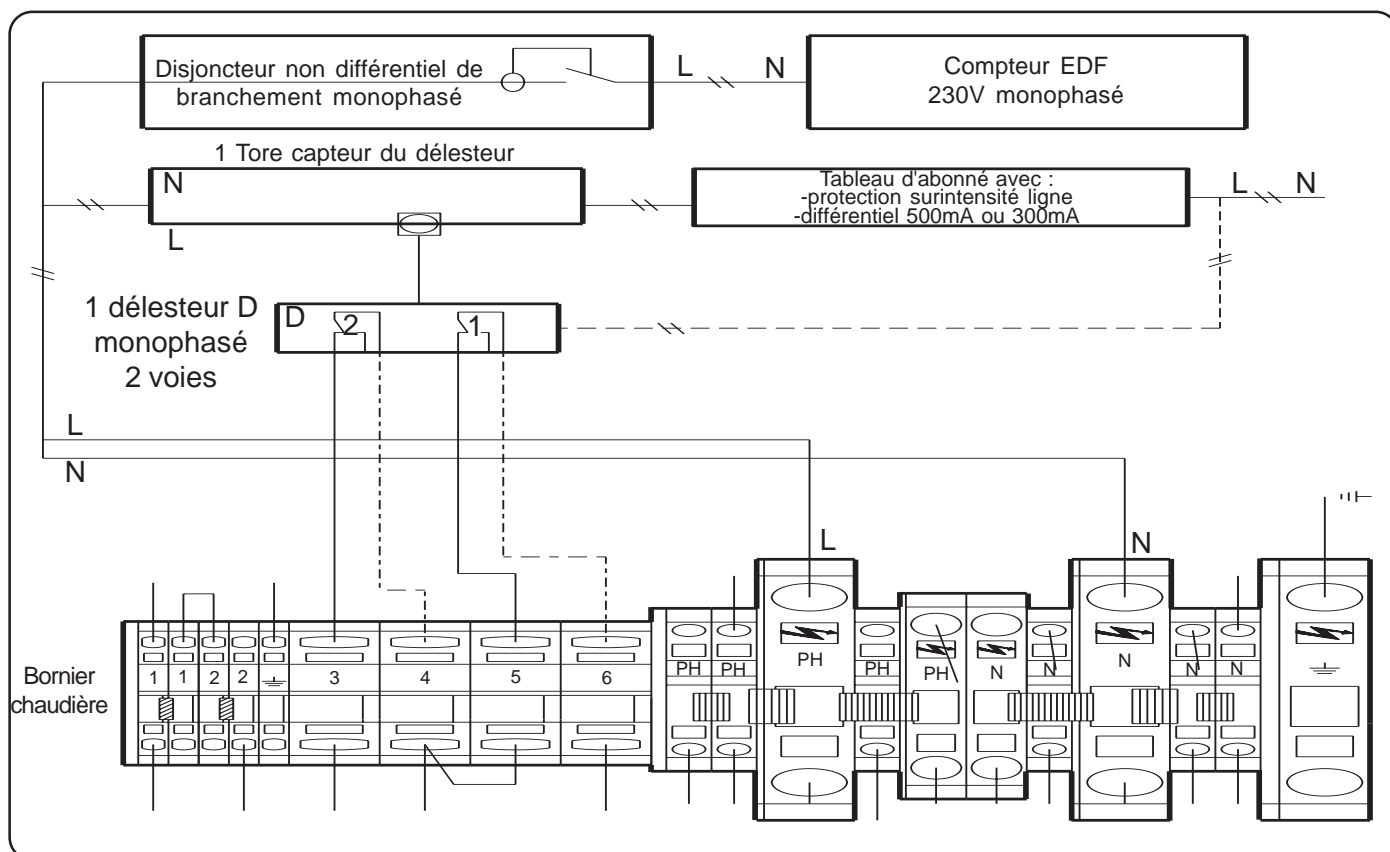 Disjoncteur non différentiel de
branchement monophasé
L
N
Compteur EDF
230V monophasé
1 Tore capteur du délesteur
N
L
Tableau d'abonné avec :
-protection surintensité ligne
-différentiel 500mA ou 300mA
L
N
1 délesteur D
monophasé
2 voies
D
2
1
L
N
L
N
Bornier
chaudière
1
1
2
2
3
4
5
6
PH
PH
PH
PH
PH
N
N
N
N
N